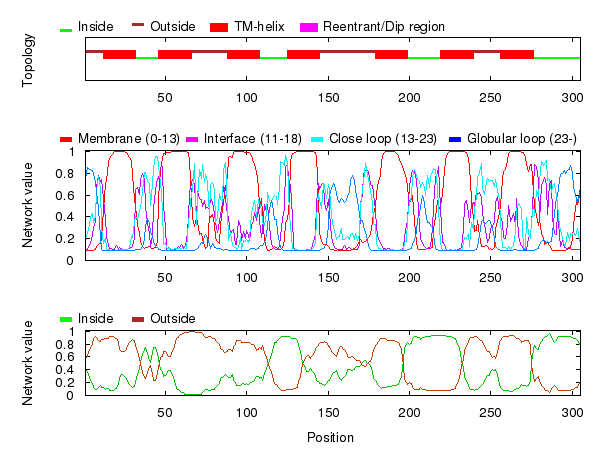 Inside Outside TM-helix Reentrant/Dip region
Topology
50 100 150 200 250 300
Membrane (0-13) Interface (11-18) Close loop (13-23) Globular loop (23-)
Network value
1
0.8
0.6
0.4
0.2
0
50 100 150 200 250 300
Inside Outside
Network value
1
0.8
0.6
0.4
0.2
0
50 100 150 200 250 300
Position